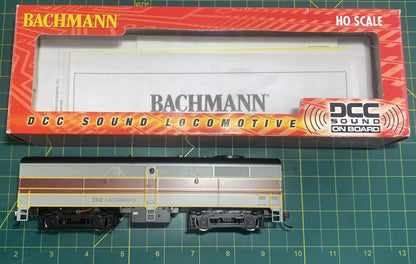 BACHMANN
HO SCALE
BACHMANN
DCC SOUND LOCOMOTIVE
DCC
SOUND
ON BOARD
ERIE LACKAWANNA
2 3 4 5 6 7 8 9 10 11 12 13